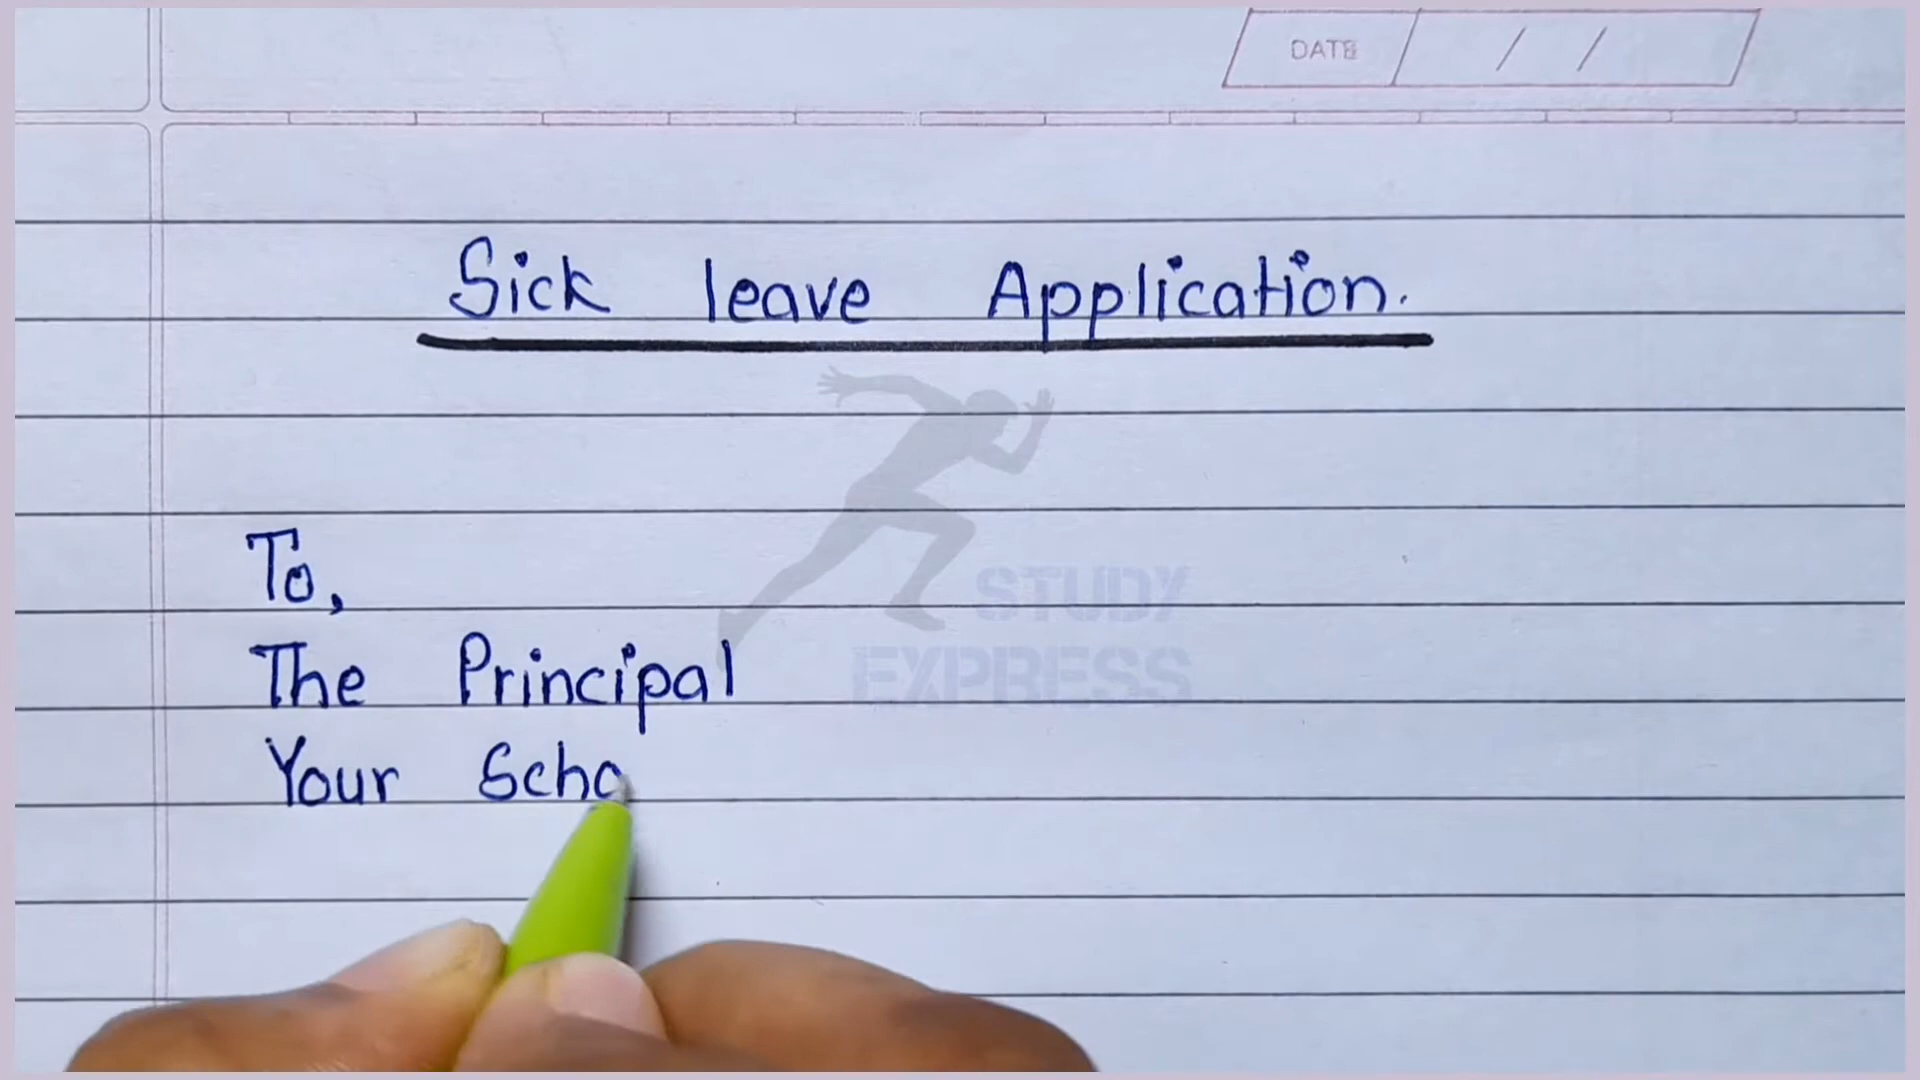 DATE / /
Sick leave Application.
STUDY
EXPRESS
To,
The Principal
Your Scho